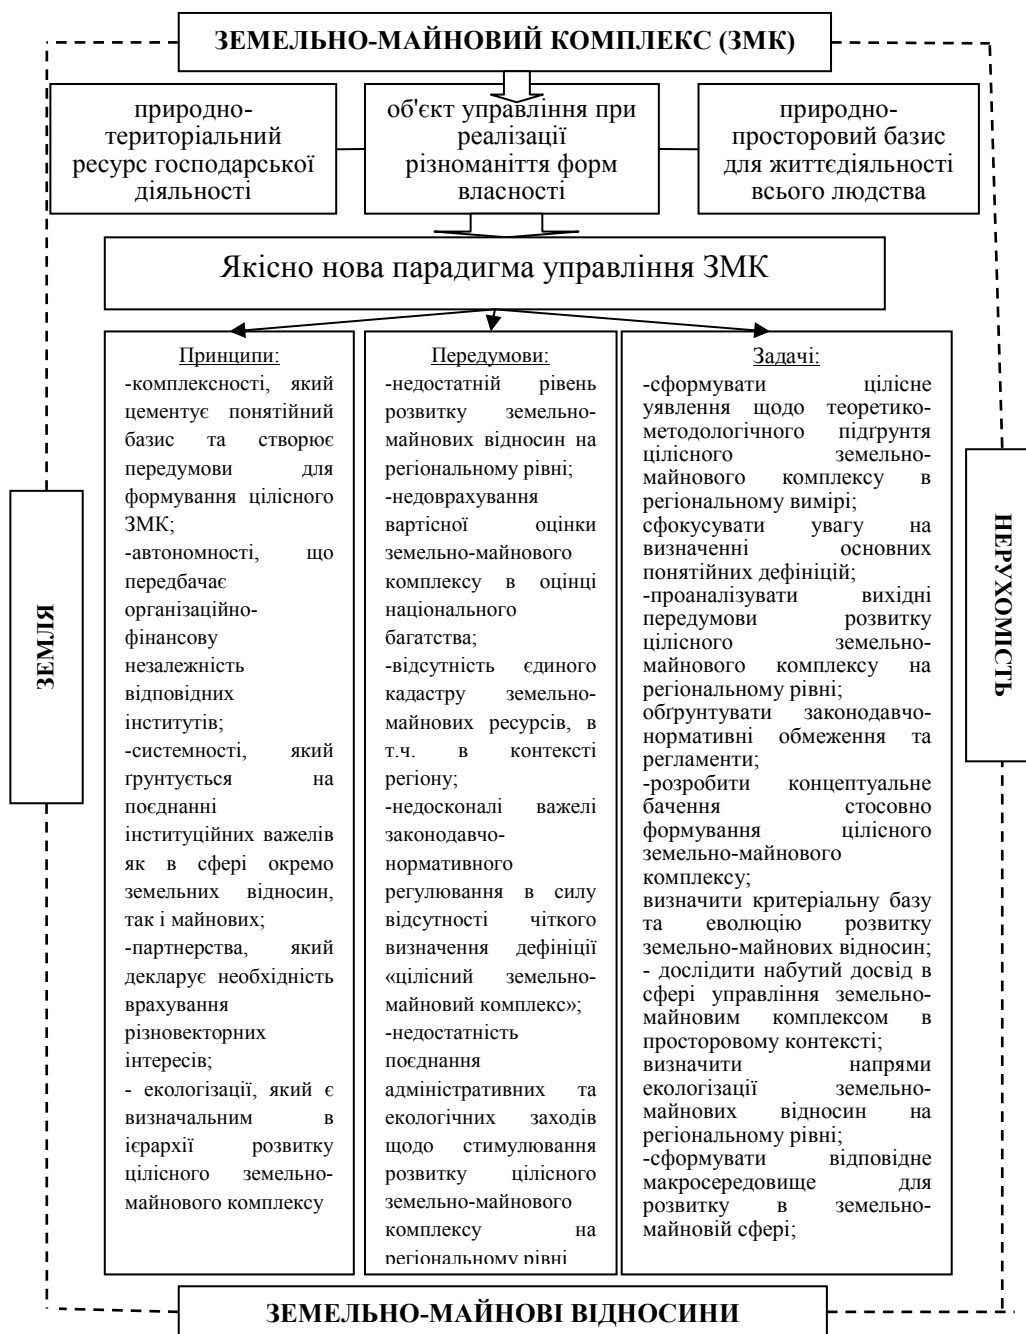 ЗЕМЕЛЬНО-МАЙНОВИЙ КОМПЛЕКС (ЗМК)
природно-
територіальний
ресурс господарської
діяльності
об'єкт управління при
реалізації
різноманіття форм
власності
природно-
просторовий базис
для життєдіяльності
всього людства
Якісно нова парадигма управління ЗМК
Принципи:
-комплексності, який
цементує понятійний
базис та створює
передумови для
формування цілісного
ЗМК;
-автономності, що
передбачає
організаційно-
фінансову
незалежність
відповідних
інститутів;
-системності, який
ґрунтується на
поєднанні
інституційних важелів
як в сфері окремо
земельних відносин,
так і майнових;
-партнерства, який
декларує необхідність
врахування
різновекторних
інтересів;
- екологізації, який є
визначальним в
ієрархії розвитку
цілісного земельно-
майнового комплексу
Передумови:
-недостатній рівень
розвитку земельно-
майнових відносин на
регіональному рівні;
-недоврахування
вартісної оцінки
земельно-майнового
комплексу в оцінці
національного
багатства;
-відсутність єдиного
кадастру земельно-
майнових ресурсів, в
т.ч. в контексті
регіону;
-недосконалі важелі
законодавчо-
нормативного
регулювання в силу
відсутності чіткого
визначення дефініції
«цілісний земельно-
майновий комплекс»;
-недостатність
поєднання
адміністративних та
екологічних заходів
щодо стимулювання
розвитку цілісного
земельно-майнового
комплексу на
регіональному рівні
Задачі:
-сформувати цілісне
уявлення щодо теоретико-
методологічного підґрунтя
цілісного земельно-
майнового комплексу в
регіональному вимірі;
сфокусувати увагу на
визначенні основних
понятійних дефініцій;
-проаналізувати вихідні
передумови розвитку
цілісного земельно-
майнового комплексу на
регіональному рівні;
обґрунтувати законодавчо-
нормативні обмеження та
регламенти;
-розробити концептуальне
бачення стосовно
формування цілісного
земельно-майнового
комплексу;
визначити критеріальну базу
та еволюцію розвитку
земельно-майнових відносин;
- дослідити набутий досвід в
сфері управління земельно-
майновим комплексом в
просторовому контексті;
визначити напрями
екологізації земельно-
майнових відносин на
регіональному рівні;
-сформувати відповідне
макросередовище для
розвитку в земельно-
майновій сфері;
ЗЕМЛЯ
НЕРУХОМІСТЬ
ЗЕМЕЛЬНО-МАЙНОВІ ВІДНОСИНИ